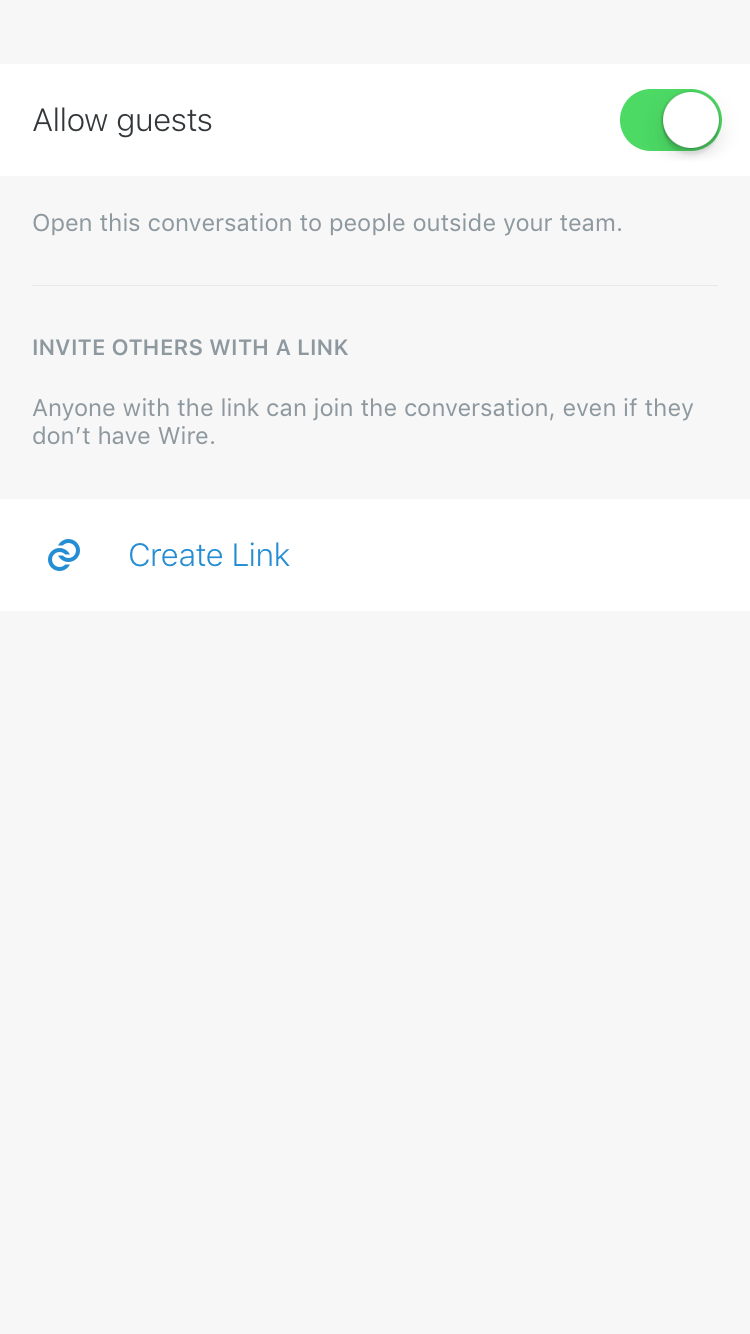 Allow guests
Open this conversation to people outside your team.
INVITE OTHERS WITH A LINK
Anyone with the link can join the conversation, even if they
don’t have Wire.
Create Link